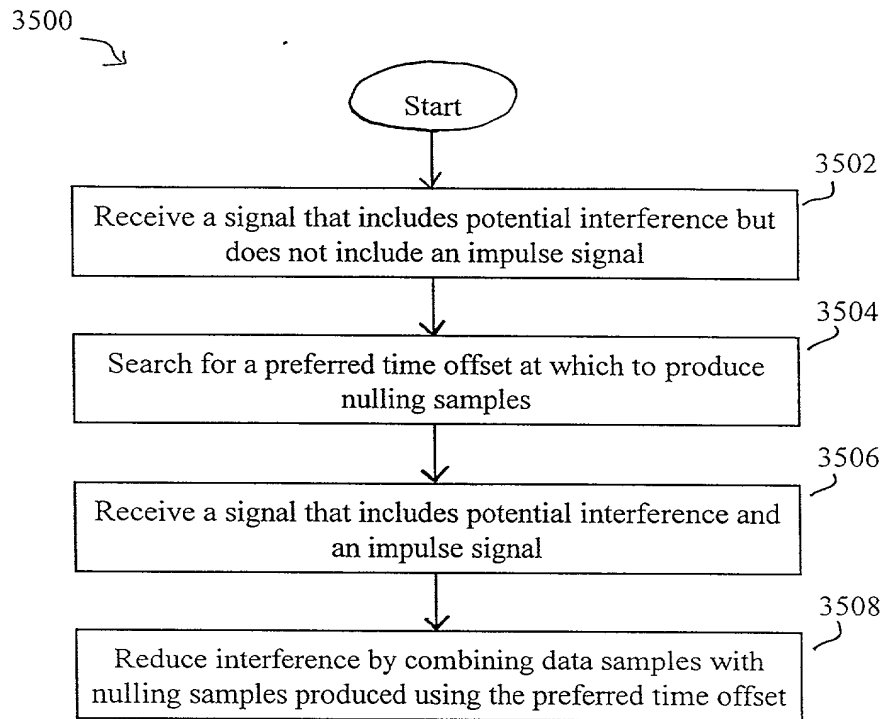 3500
Start
3502
Receive a signal that includes potential interference but
does not include an impulse signal
3504
Search for a preferred time offset at which to produce
nulling samples
3506
Receive a signal that includes potential interference and
an impulse signal
3508
Reduce interference by combining data samples with
nulling samples produced using the preferred time offset